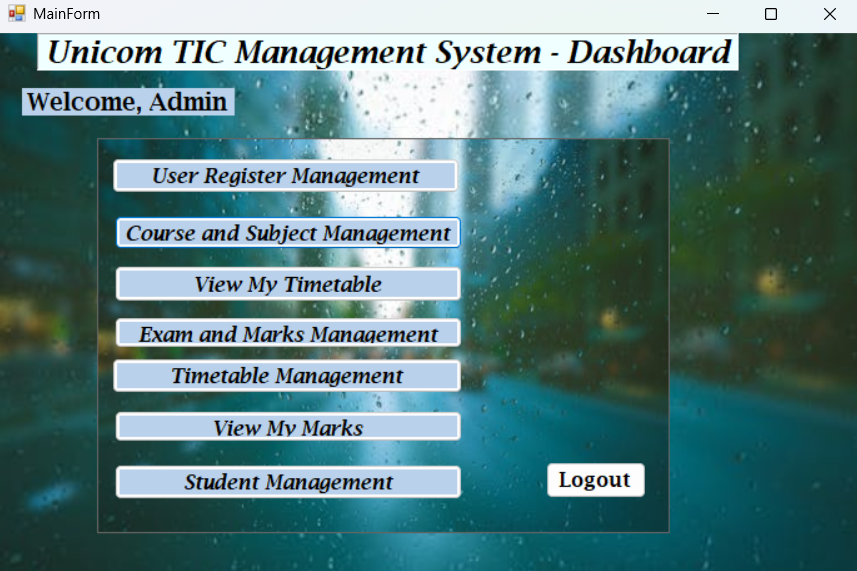 MainForm
Unicom TIC Management System - Dashboard
Welcome, Admin
User Register Management
Course and Subject Management
View My Timetable
Exam and Marks Management
Timetable Management
View My Marks
Student Management
Logout